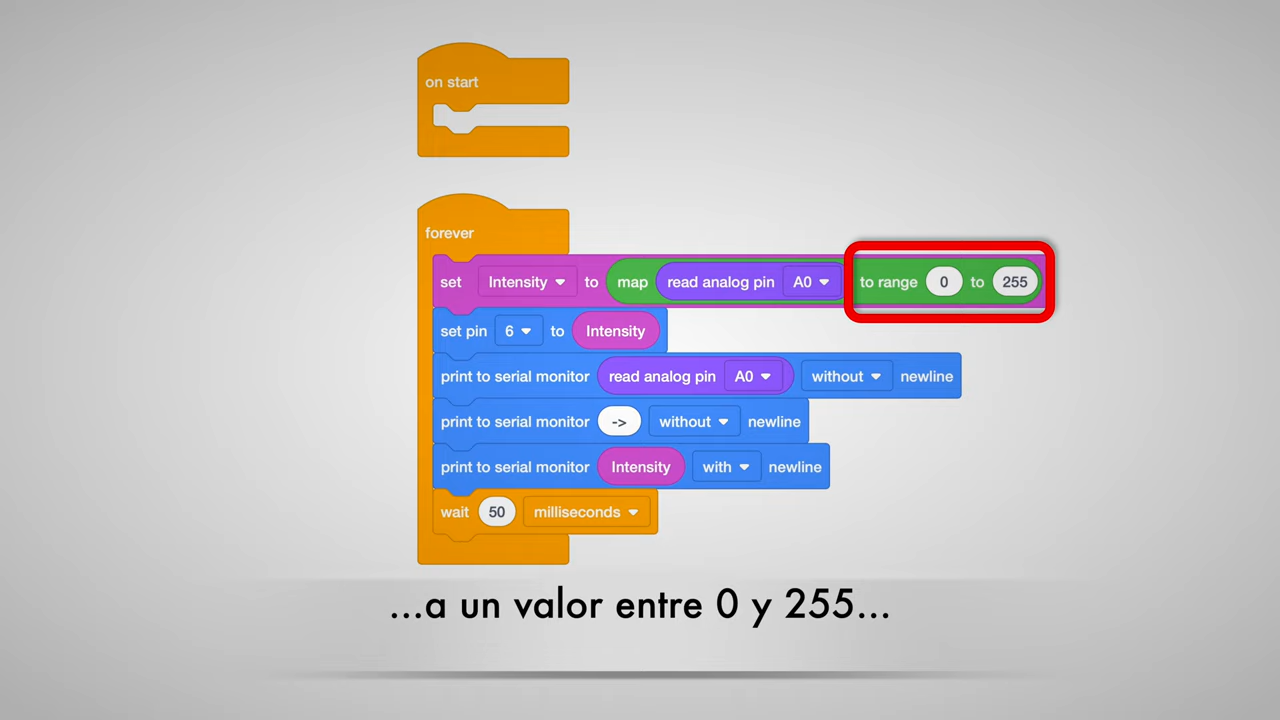 on start
forever
set Intensity to map read analog pin A0 to range 0 to 255
set pin 6 to Intensity
print to serial monitor read analog pin A0 without newline
print to serial monitor -> without newline
print to serial monitor Intensity with newline
wait 50 milliseconds
...a un valor entre 0 y 255...